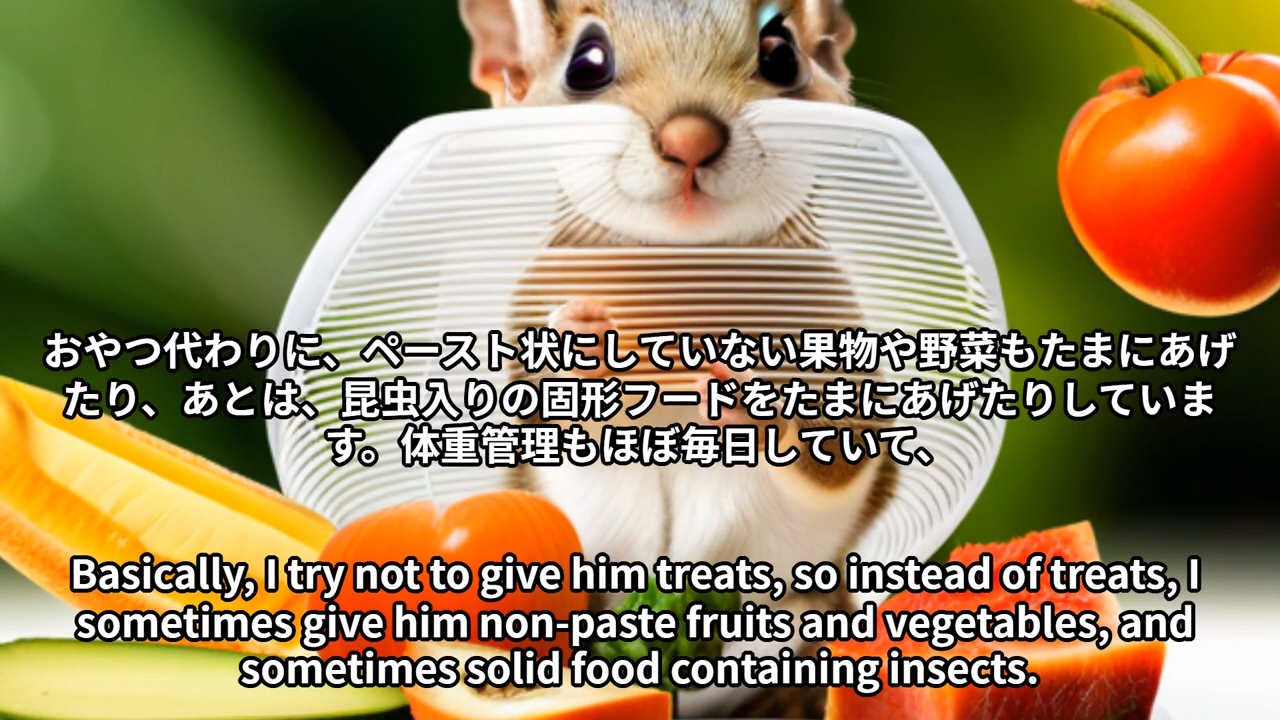 おやつ代わりに、ペースト状にしていない果物や野菜もたまにあげ
たり、あとは、昆虫入りの固形フードをたまにあげたりしていま
す。体重管理もほぼ毎日していて、
Basically, I try not to give him treats, so instead of treats, I
sometimes give him non-paste fruits and vegetables, and
sometimes solid food containing insects.